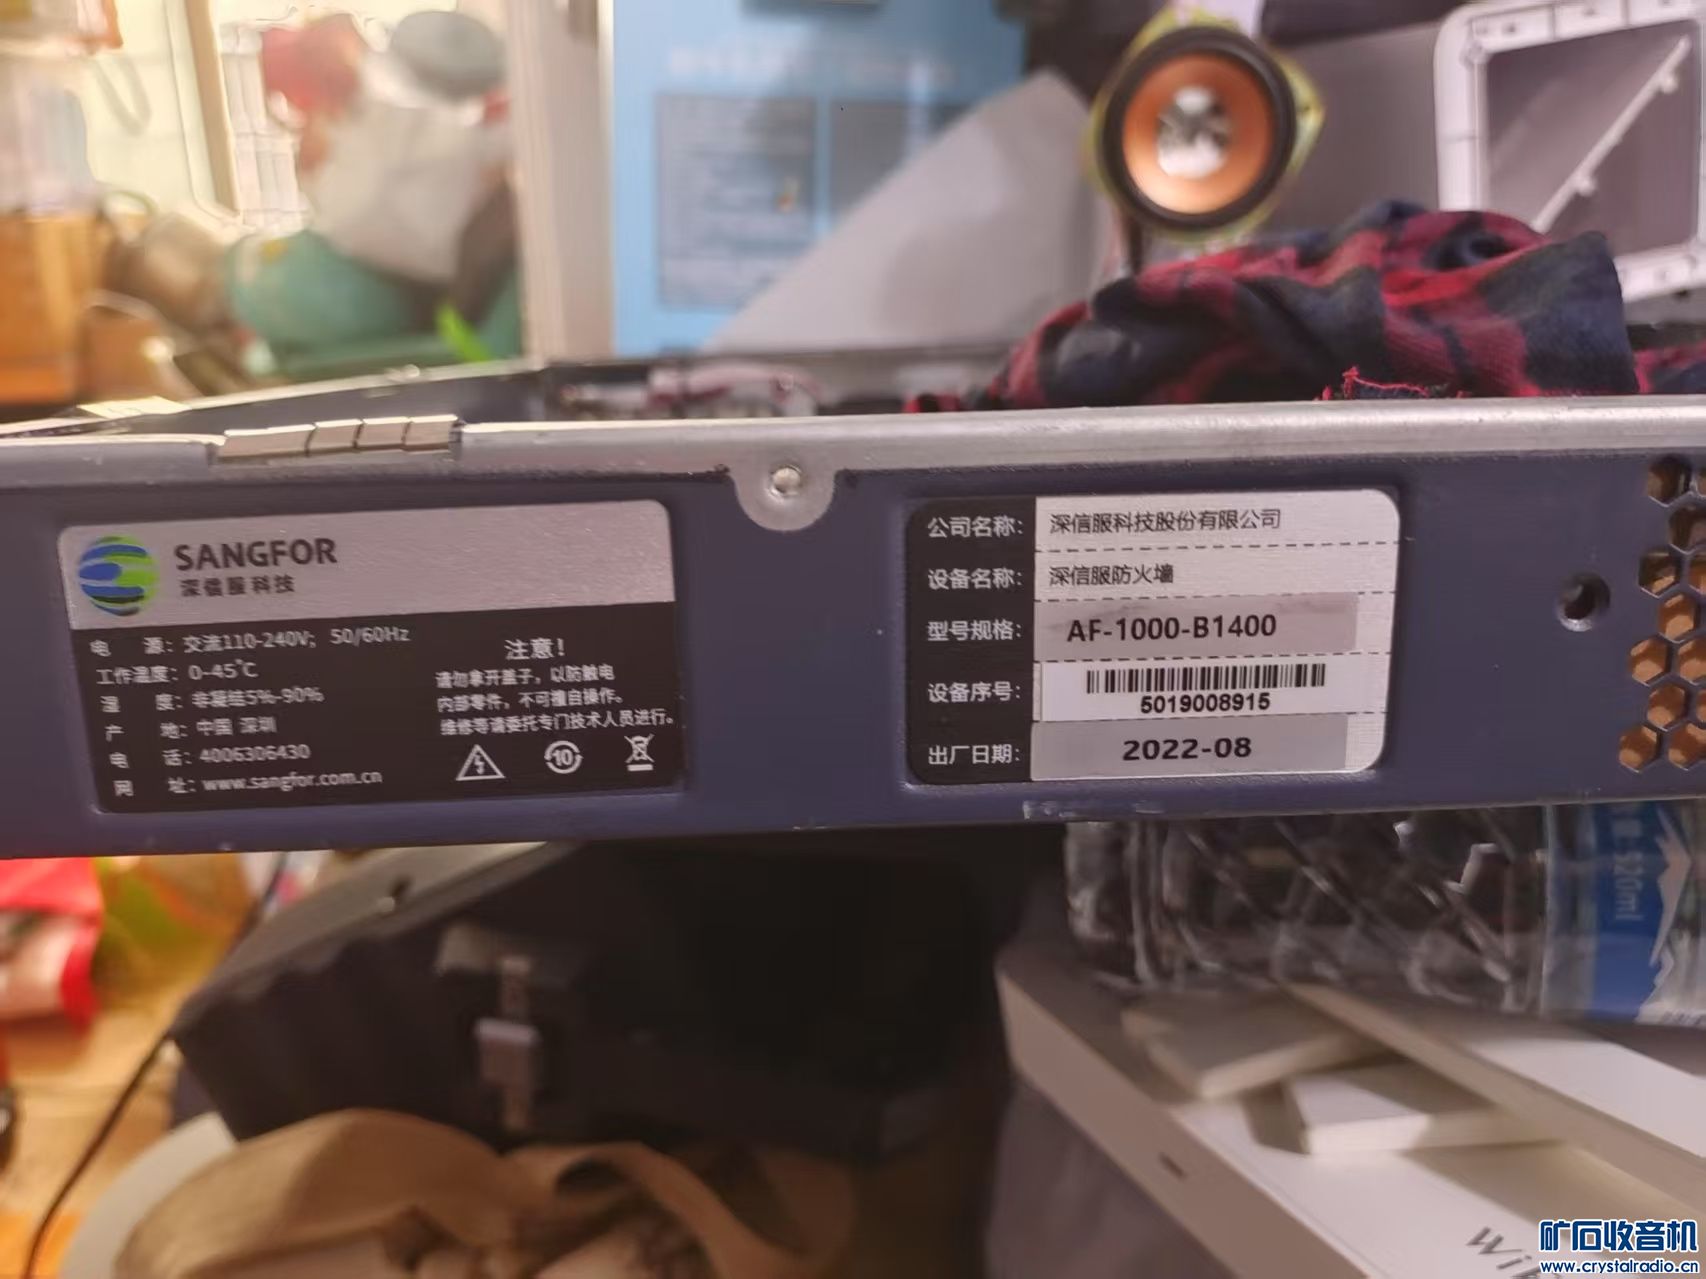 SANGFOR
深信服科技
电 源：交流110-240V；50/60Hz
工作温度：0-45℃
湿 度：非凝结5%-90%
产 地：中国 深圳
电 话：4006306430
网 址：www.sangfor.com.cn
注意！
请勿拿开盖子，以防触电
内部零件，不可擅自操作。
维修等请委托专门技术人员进行。
10
公司名称：深信服科技股份有限公司
设备名称：深信服防火墙
型号规格：AF-1000-B1400
设备序号：
5019008915
出厂日期：2022-08
520ml
Wi
矿石收音机
www.crystalradio.cn